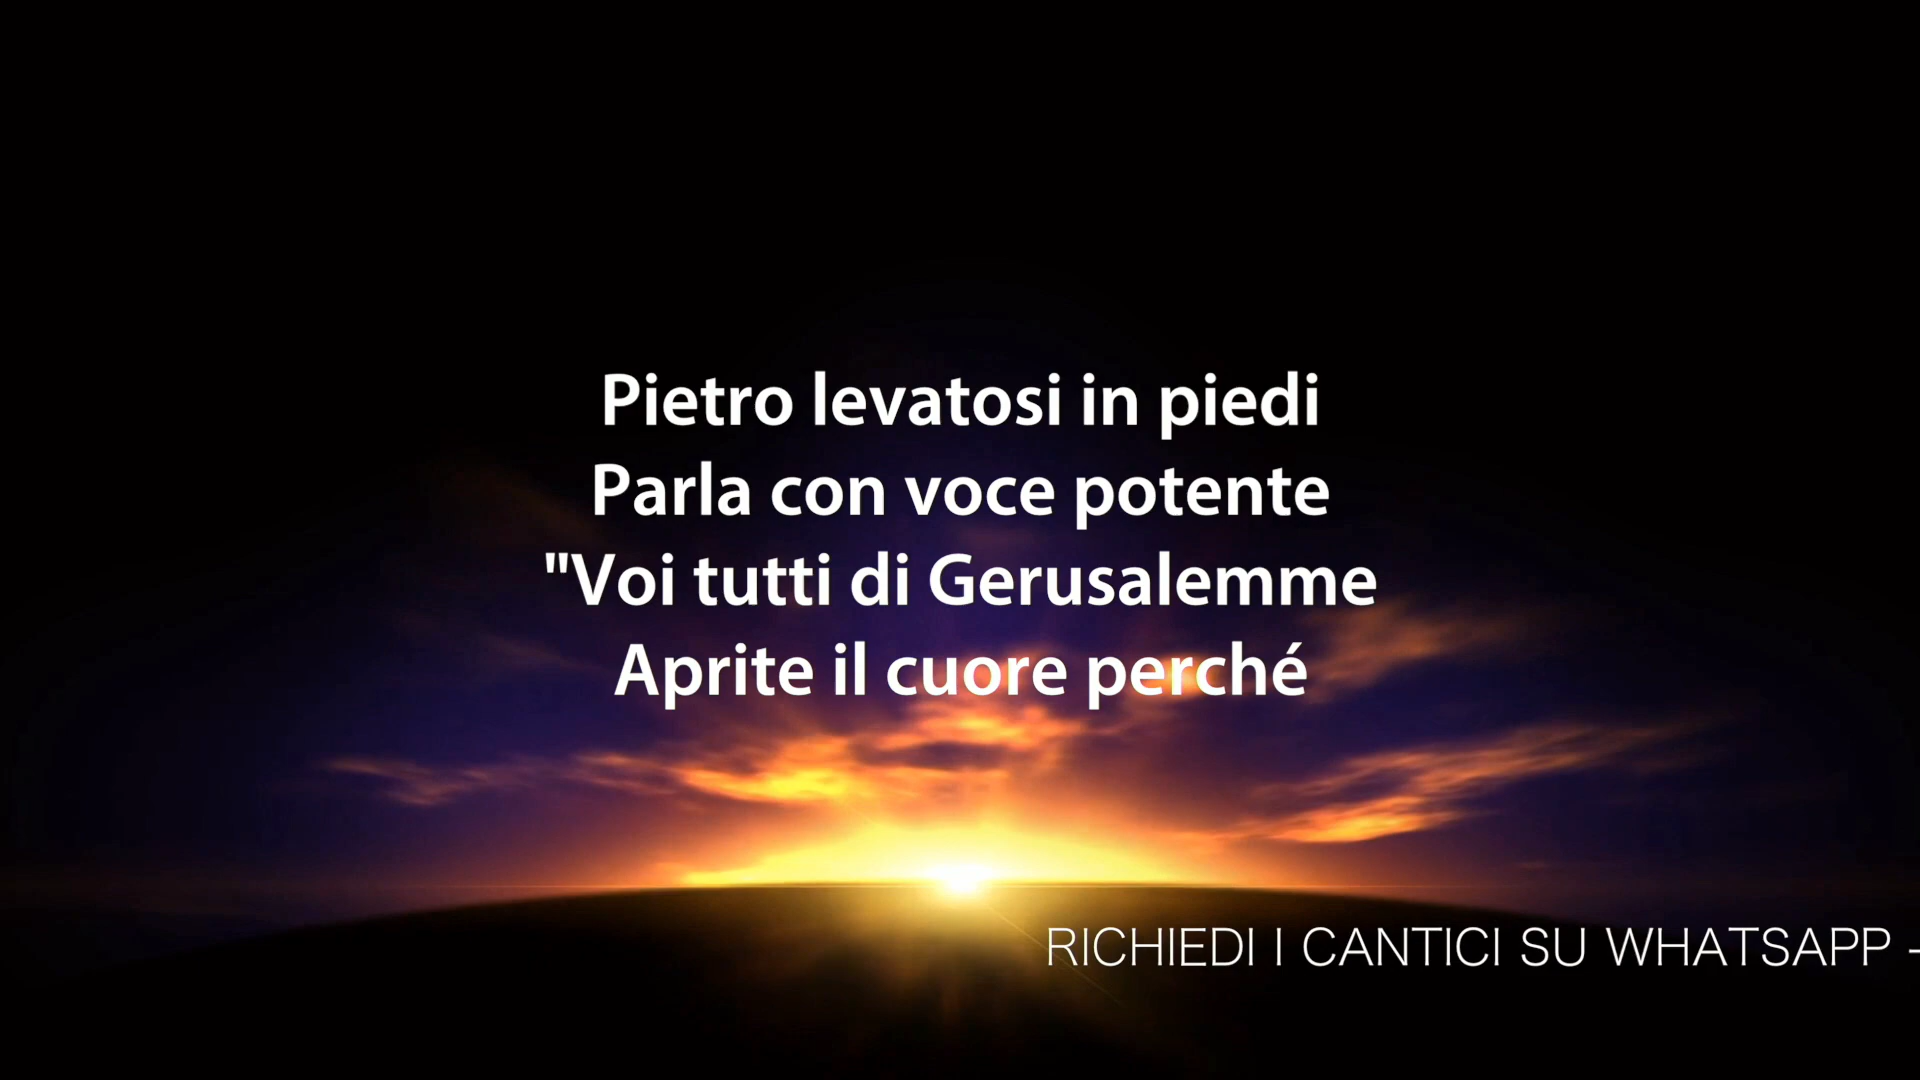 Pietro levatosi in piedi
Parla con voce potente
"Voi tutti di Gerusalemme
Aprite il cuore perché
RICHIEDI I CANTICI SU WHATSAPP -